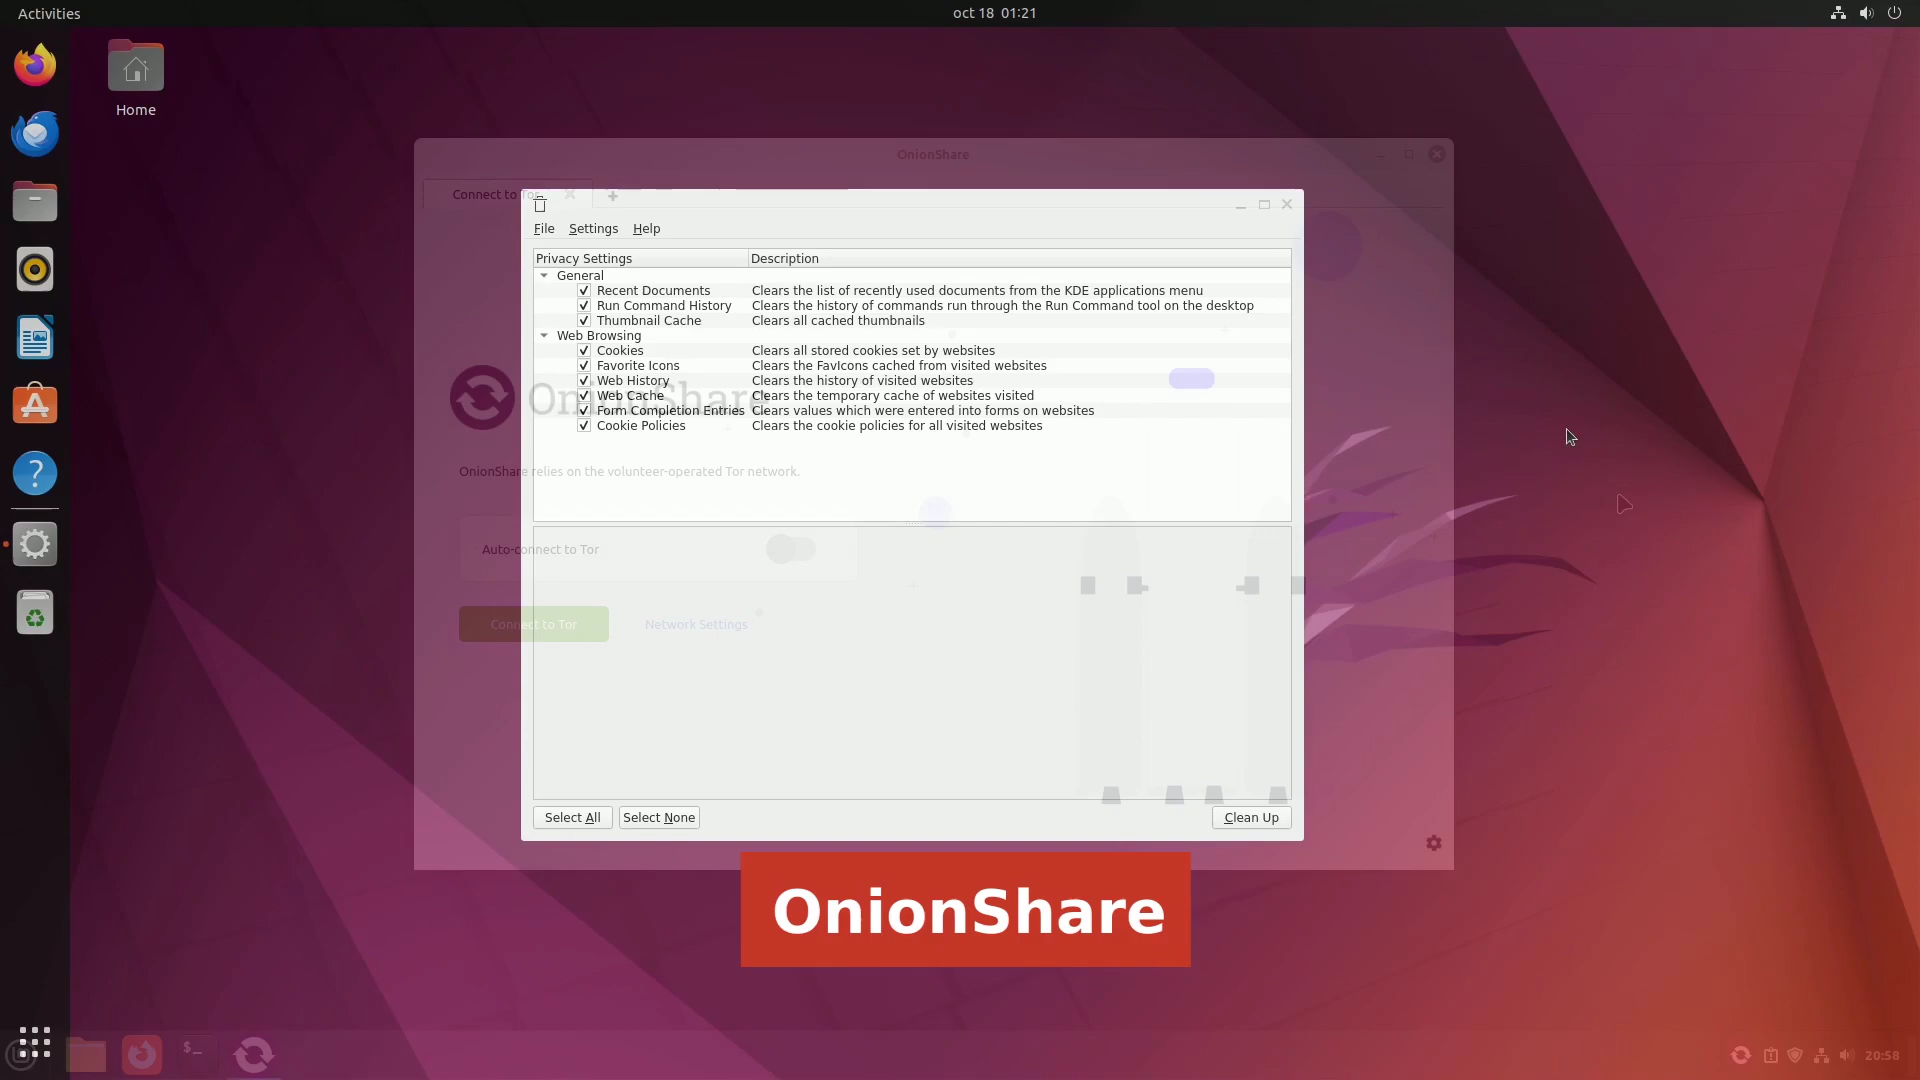 Activities
oct 18 01:21
Home
OnionShare
Connect to Tor
File Settings Help
Privacy Settings Description
General
Recent Documents Clears the list of recently used documents from the KDE applications menu
Run Command History Clears the history of commands run through the Run Command tool on the desktop
Thumbnail Cache Clears all cached thumbnails
Web Browsing
Cookies Clears all stored cookies set by websites
Favorite Icons Clears the FavIcons cached from visited websites
Web History Clears the history of visited websites
Web Cache Clears the temporary cache of websites visited
OnionShare
Form Completion Entries Clears values which were entered into forms on websites
Cookie Policies Clears the cookie policies for all visited websites
OnionShare relies on the volunteer-operated Tor network.
Auto-connect to Tor
Connect to Tor Network Settings
Select All Select None Clean Up
OnionShare
$_
20:58